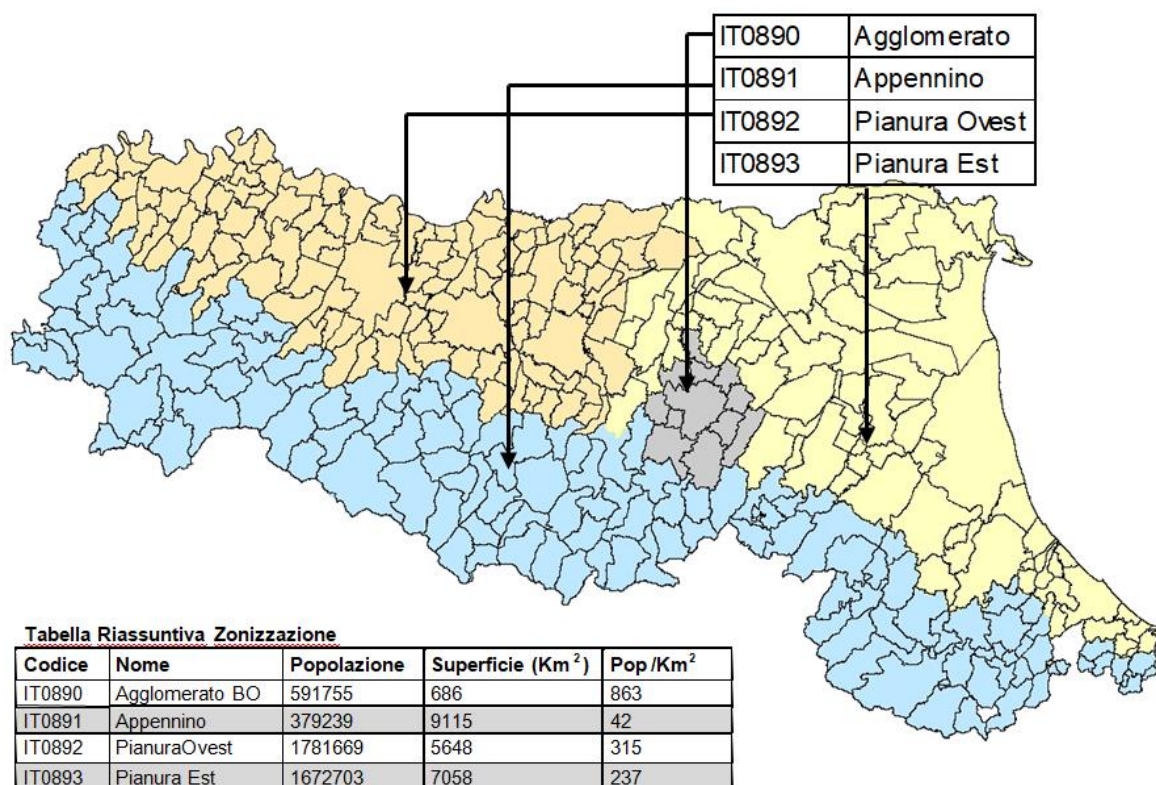 IT0890 Agglomerato
IT0891 Appennino
IT0892 Pianura Ovest
IT0893 Pianura Est
Tabella Riassuntiva Zonizzazione
Codice Nome Popolazione Superficie (Km²) Pop/Km²
IT0890 Agglomerato BO 591755 686 863
IT0891 Appennino 379239 9115 42
IT0892 PianuraOvest 1781669 5648 315
IT0893 Pianura Est 1672703 7058 237